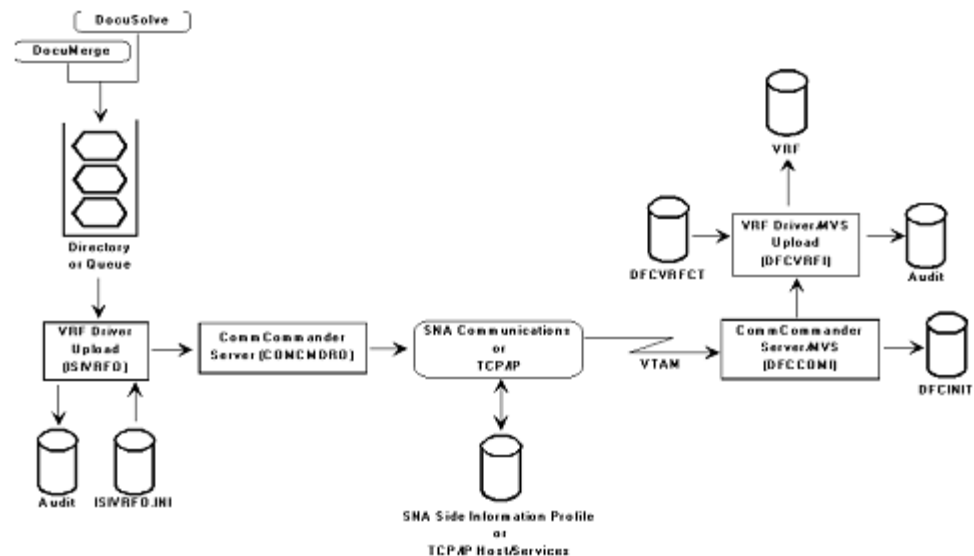 DocuSolve
DocuMerge
Directory
or Queue
VRF Driver
Upload
(ISIVRFO)
Audit
ISIVRFO.INI
CommCommander
Server (COMCMDRO)
SNA Communications
or
TCP/IP
SNA Side Information Profile
or
TCP/IP Host/Services
VTAM
VRF
DFCVRFCT
VRF Driver/MVS
Upload
(DFCVRFI)
Audit
CommCommander
Server/MVS
(DFCCOMI)
DFCINIT